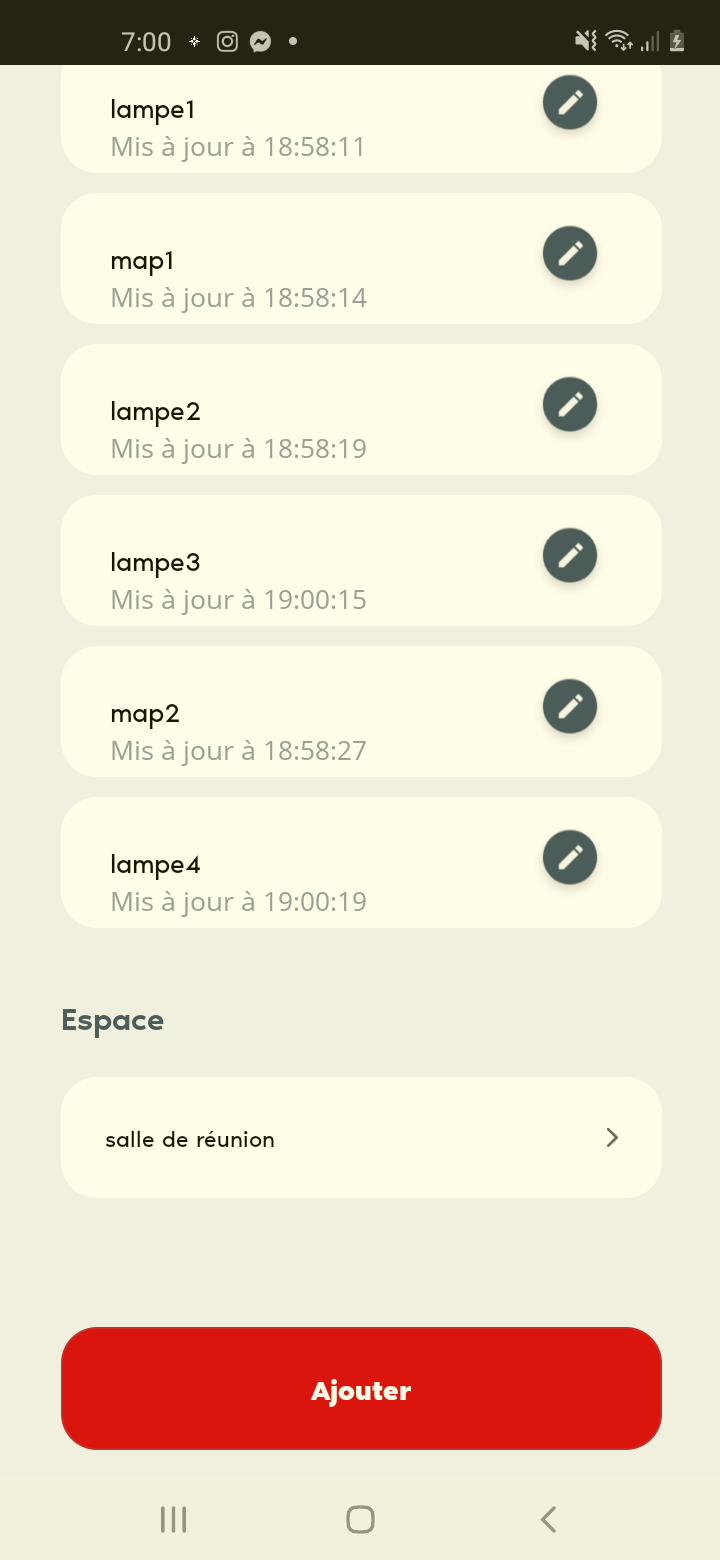 7:00
lampe1
Mis à jour à 18:58:11
map1
Mis à jour à 18:58:14
lampe2
Mis à jour à 18:58:19
lampe3
Mis à jour à 19:00:15
map2
Mis à jour à 18:58:27
lampe4
Mis à jour à 19:00:19
Espace
salle de réunion
Ajouter